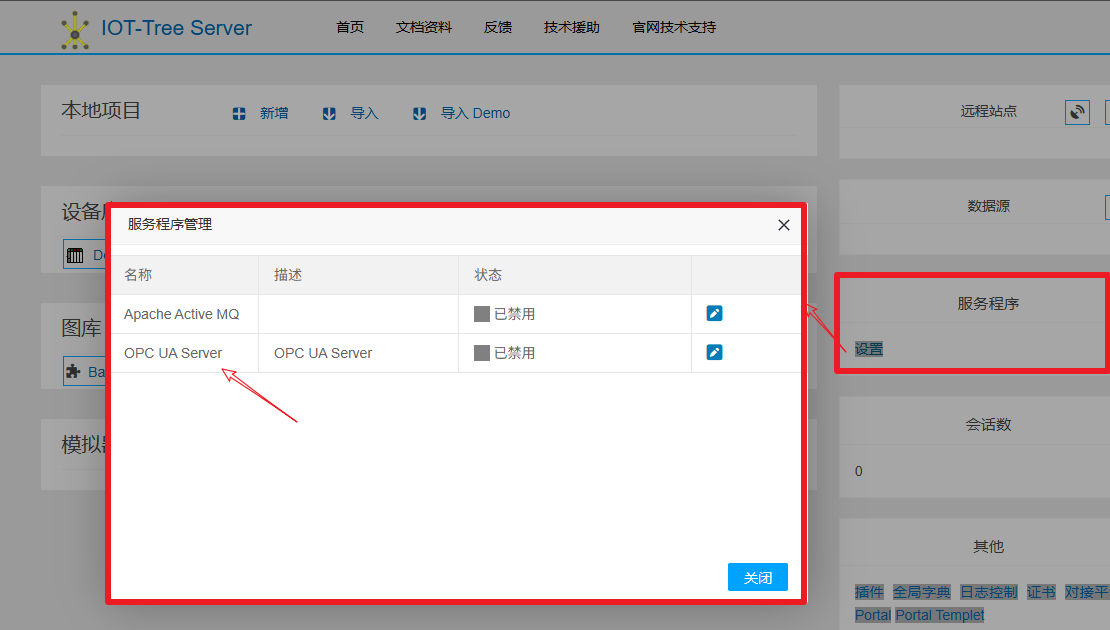 IOT-Tree Server 首页 文档资料 反馈 技术援助 官网技术支持
本地项目 新增 导入 导入 Demo
远程站点
设备
数据源
服务程序管理
名称 描述 状态
Apache Active MQ 已禁用
OPC UA Server OPC UA Server 已禁用
关闭
图库
Ba
模拟
服务程序
设置
会话数
0
其他
插件 全局字典 日志控制 证书 对接平
Portal Portal Templet